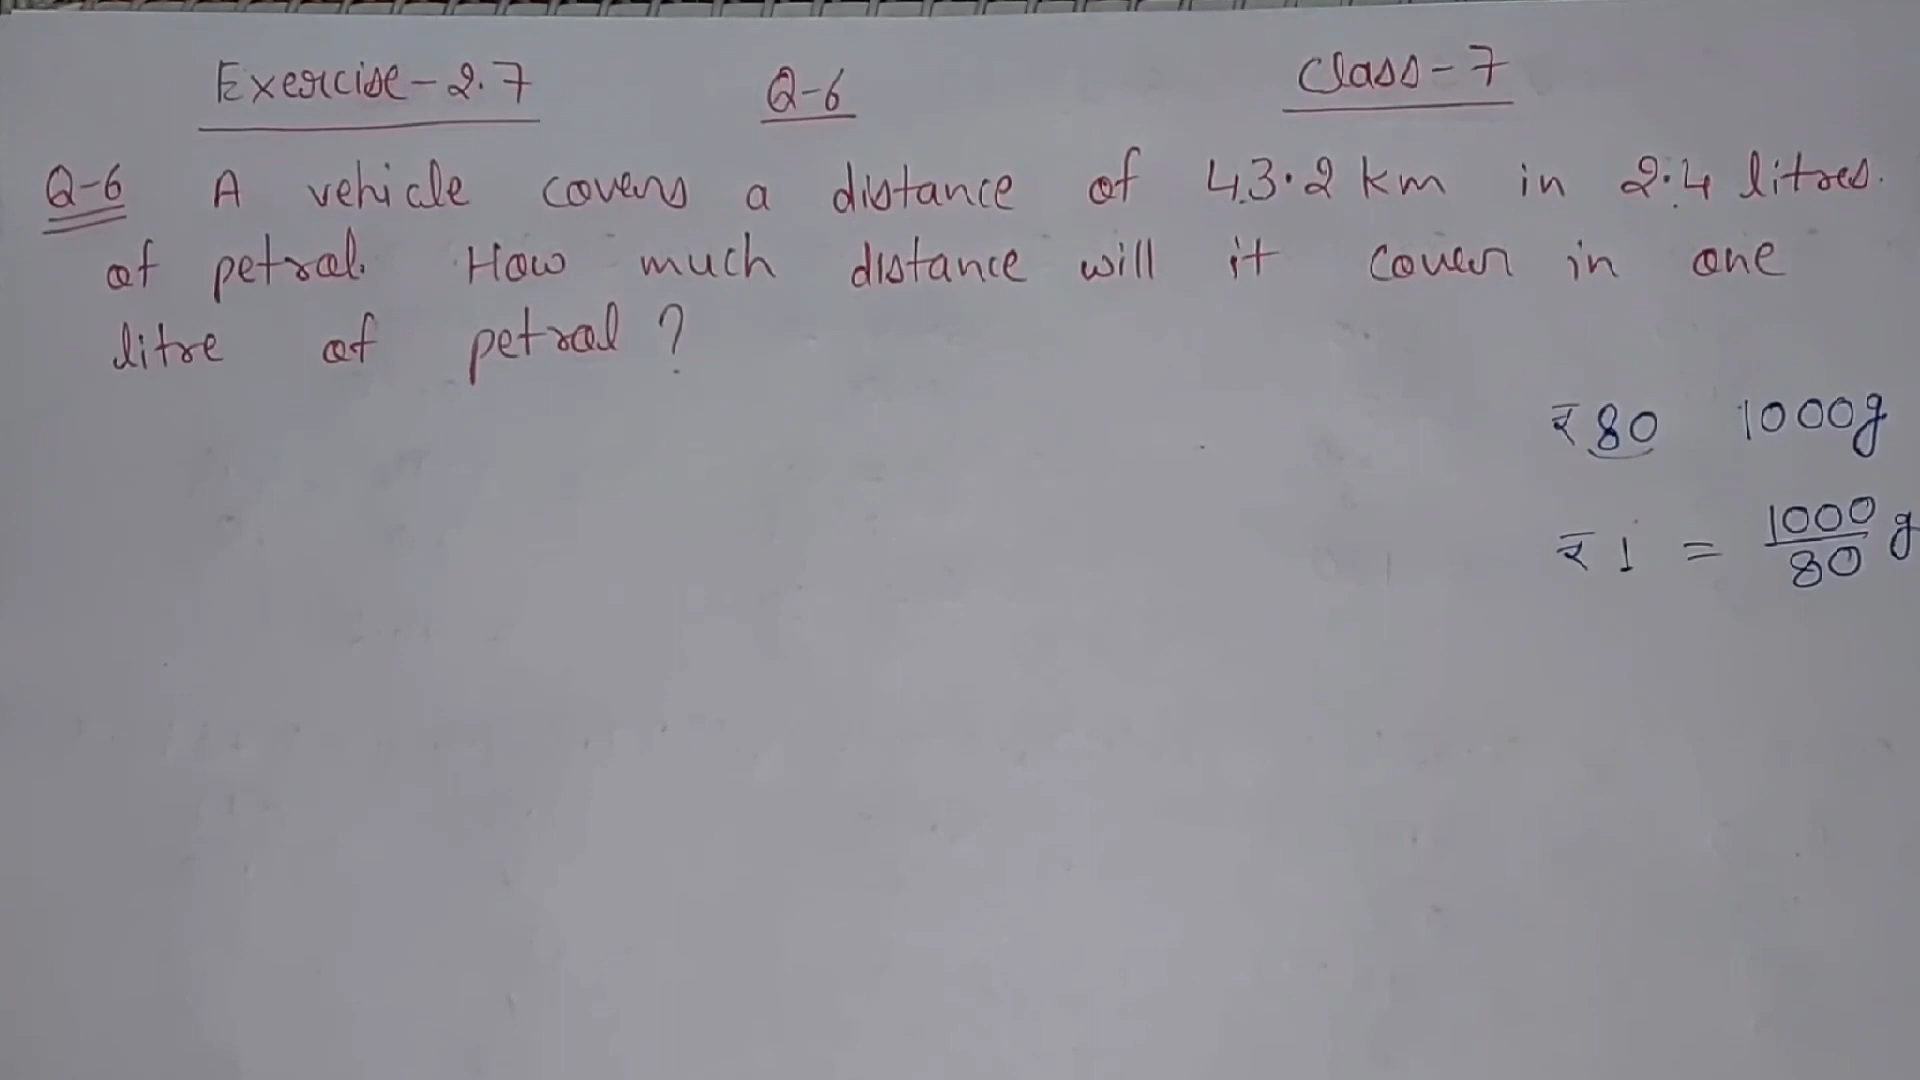 Exercise-2.7 Q-6 Class-7
Q-6 A vehicle covers a distance of 43.2 km in 2.4 litres.
of petrol. How much distance will it cover in one
litre of petrol ?
₹80 1000g
₹1 = 1000/80 g